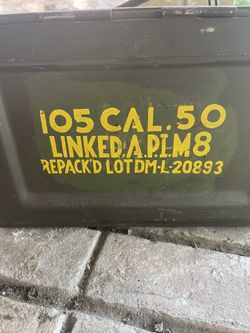 105 CAL. 50
LINKED.A.P.I.M8
REPACK'D LOT DM-L-20893